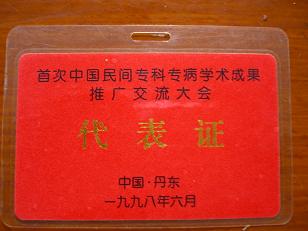 首次中国民间专科专病学术成果
推广交流大会
代表证
中国·丹东
一九九八年六月